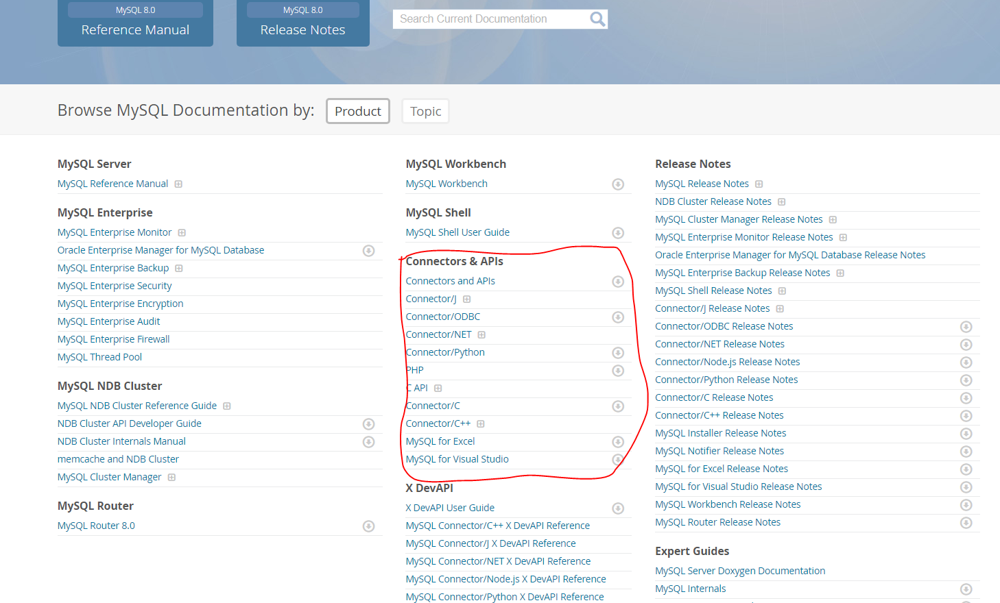 MySQL 8.0
Reference Manual
MySQL 8.0
Release Notes
Search Current Documentation
Browse MySQL Documentation by:
Product
Topic
MySQL Server
MySQL Reference Manual
MySQL Enterprise
MySQL Enterprise Monitor
Oracle Enterprise Manager for MySQL Database
MySQL Enterprise Backup
MySQL Enterprise Security
MySQL Enterprise Encryption
MySQL Enterprise Audit
MySQL Enterprise Firewall
MySQL Thread Pool
MySQL NDB Cluster
MySQL NDB Cluster Reference Guide
NDB Cluster API Developer Guide
NDB Cluster Internals Manual
memcache and NDB Cluster
MySQL Cluster Manager
MySQL Router
MySQL Router 8.0
MySQL Workbench
MySQL Workbench
MySQL Shell
MySQL Shell User Guide
Connectors & APIs
Connectors and APIs
Connector/J
Connector/ODBC
Connector/NET
Connector/Python
PHP
C API
Connector/C
Connector/C++
MySQL for Excel
MySQL for Visual Studio
X DevAPI
X DevAPI User Guide
MySQL Connector/C++ X DevAPI Reference
MySQL Connector/J X DevAPI Reference
MySQL Connector/NET X DevAPI Reference
MySQL Connector/Node.js X DevAPI Reference
MySQL Connector/Python X DevAPI Reference
Release Notes
MySQL Release Notes
NDB Cluster Release Notes
MySQL Cluster Manager Release Notes
MySQL Enterprise Monitor Release Notes
Oracle Enterprise Manager for MySQL Database Release Notes
MySQL Enterprise Backup Release Notes
MySQL Shell Release Notes
Connector/J Release Notes
Connector/ODBC Release Notes
Connector/NET Release Notes
Connector/Node.js Release Notes
Connector/Python Release Notes
Connector/C Release Notes
Connector/C++ Release Notes
MySQL Installer Release Notes
MySQL Notifier Release Notes
MySQL for Excel Release Notes
MySQL for Visual Studio Release Notes
MySQL Workbench Release Notes
MySQL Router Release Notes
Expert Guides
MySQL Server Doxygen Documentation
MySQL Internals